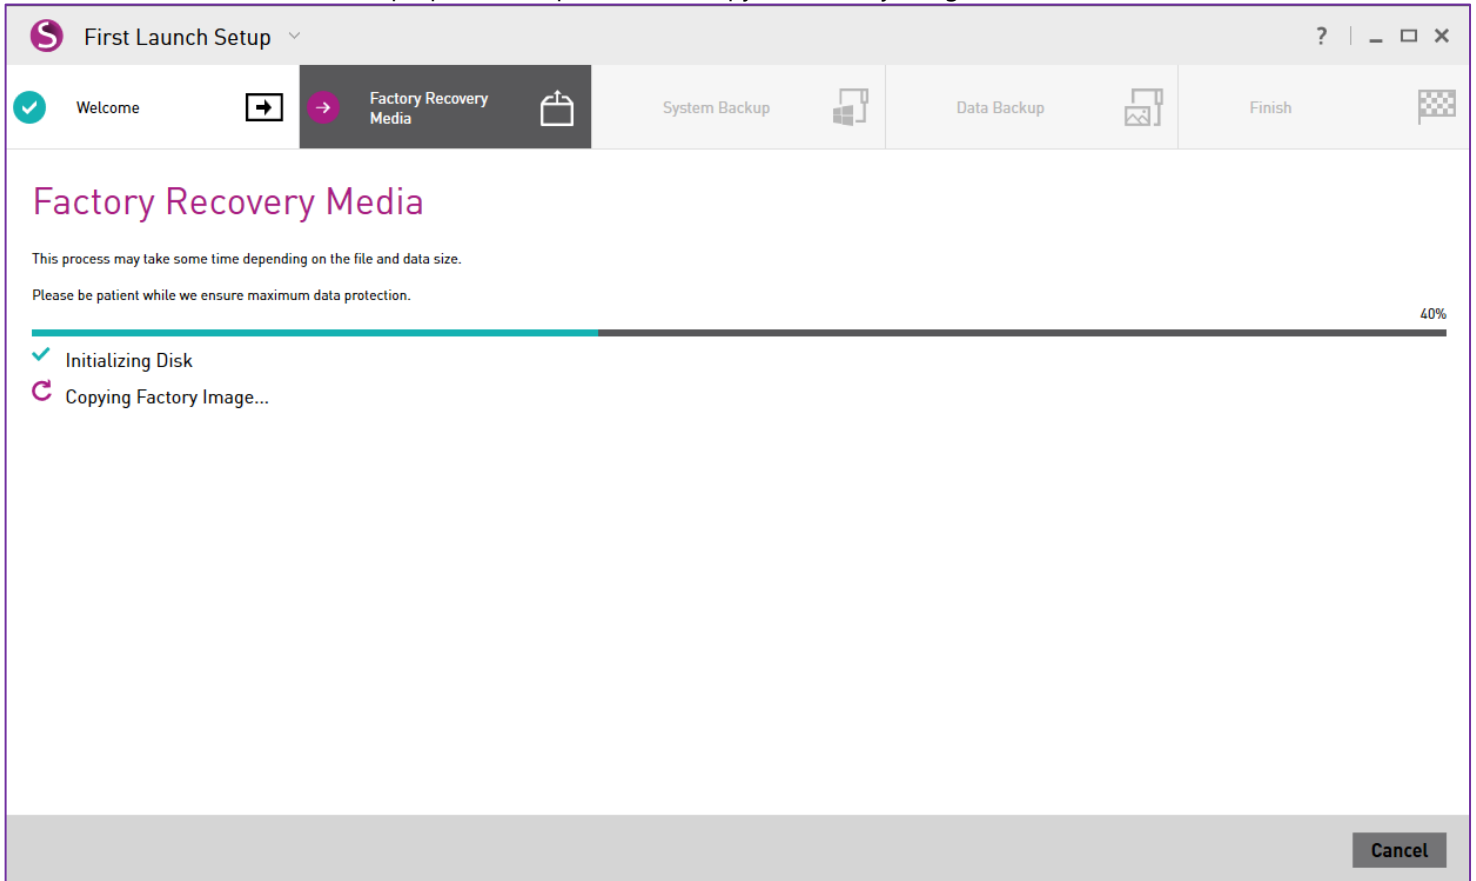 First Launch Setup
?
Welcome
Factory Recovery
Media
System Backup
Data Backup
Finish
Factory Recovery Media
This process may take some time depending on the file and data size.
Please be patient while we ensure maximum data protection.
40%
Initializing Disk
Copying Factory Image...
Cancel